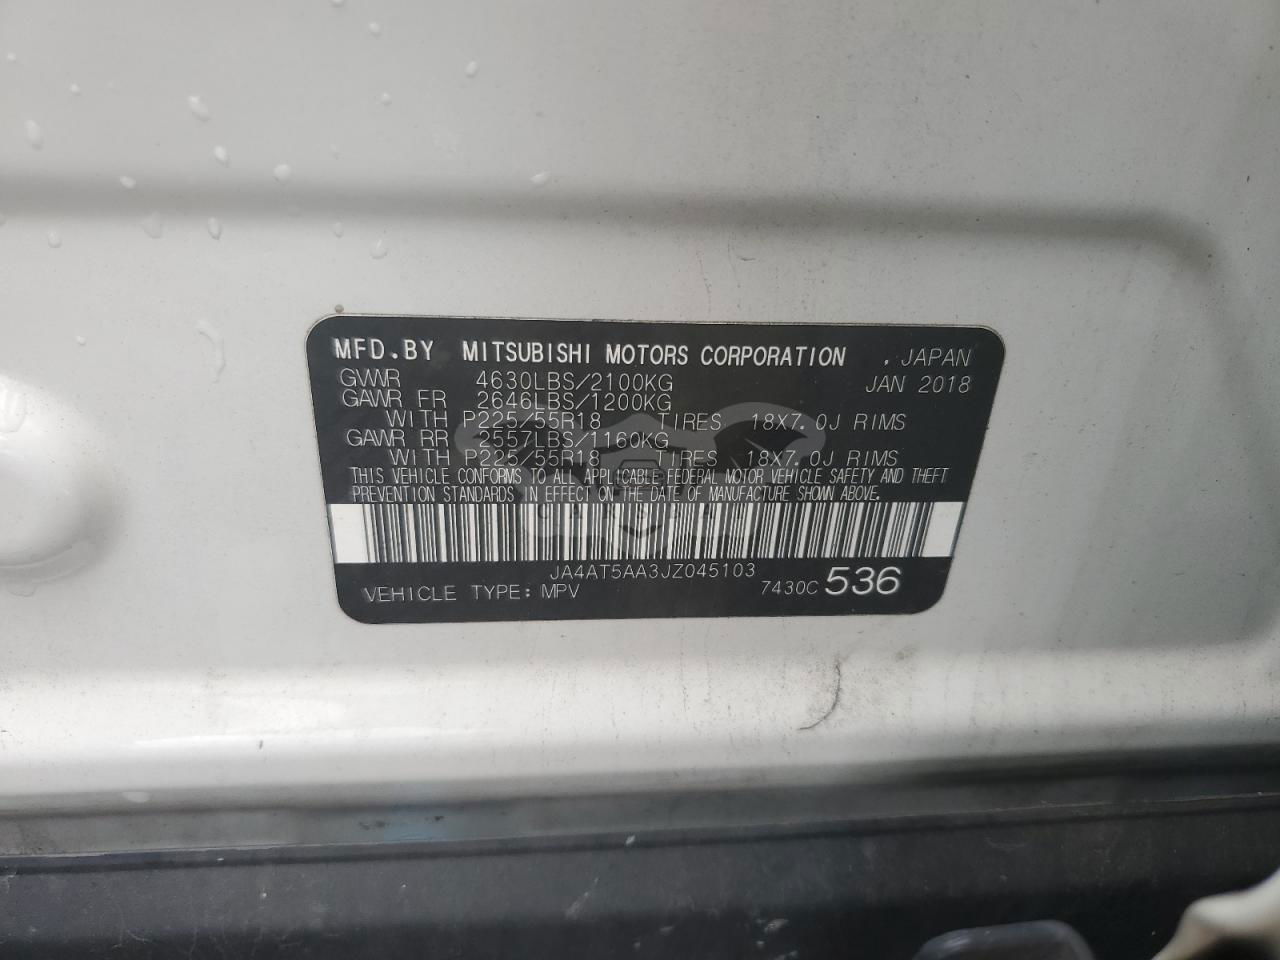 MFD.BY MITSUBISHI MOTORS CORPORATION , JAPAN
GVWR 4630LBS/2100KG JAN 2018
GAWR FR 2646LBS/1200KG
WITH P225/55R18 TIRES 18X7.0J RIMS
GAWR RR 2557LBS/1160KG
WITH P225/55R18 TIRES 18X7.0J RIMS
THIS VEHICLE CONFORMS TO ALL APPLICABLE FEDERAL MOTOR VEHICLE SAFETY AND THEFT
PREVENTION STANDARDS IN EFFECT ON THE DATE OF MANUFACTURE SHOWN ABOVE.
JA4AT5AA3JZ045103
VEHICLE TYPE: MPV 7430C 536